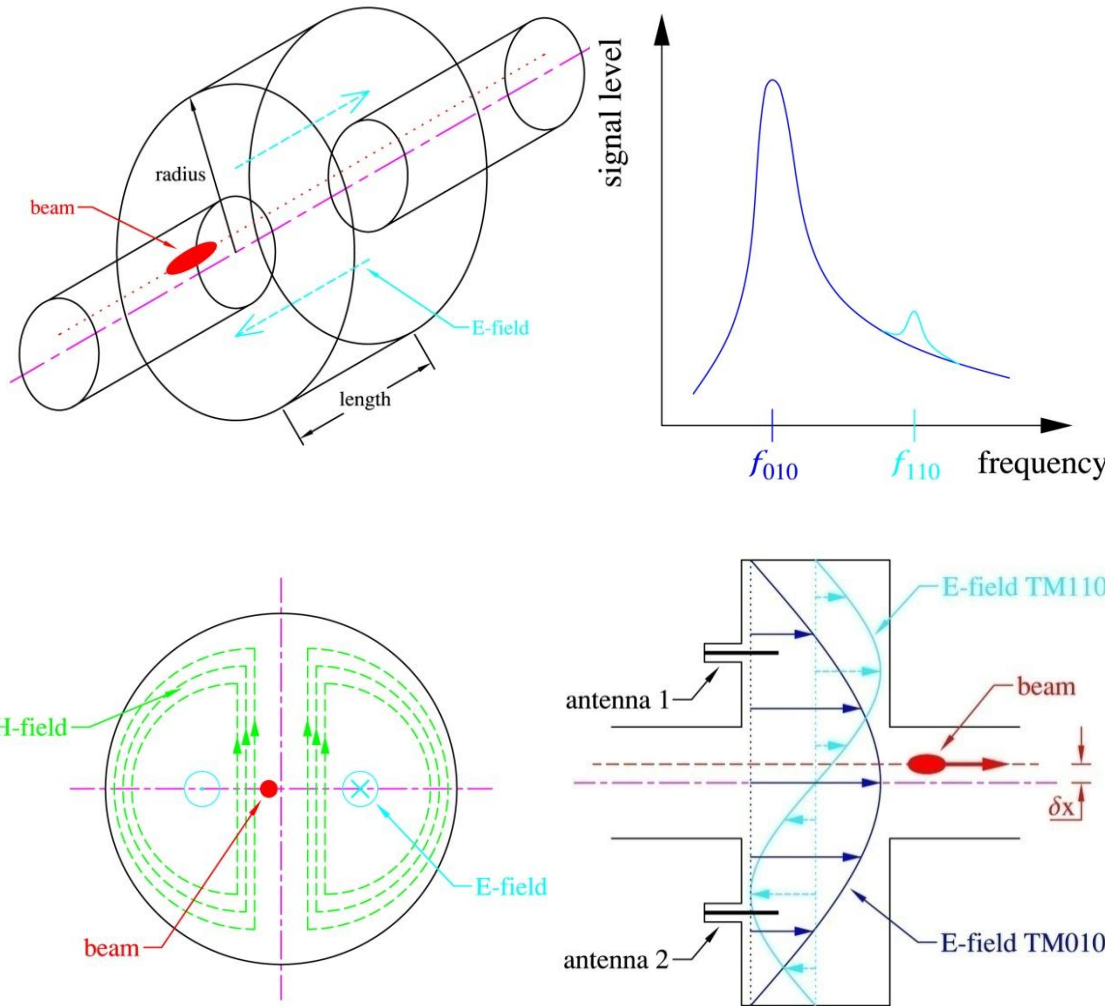 radius
beam
E-field
length
signal level
f010
f110
frequency
H-field
E-field
beam
E-field TM110
antenna 1
beam
δx
antenna 2
E-field TM010